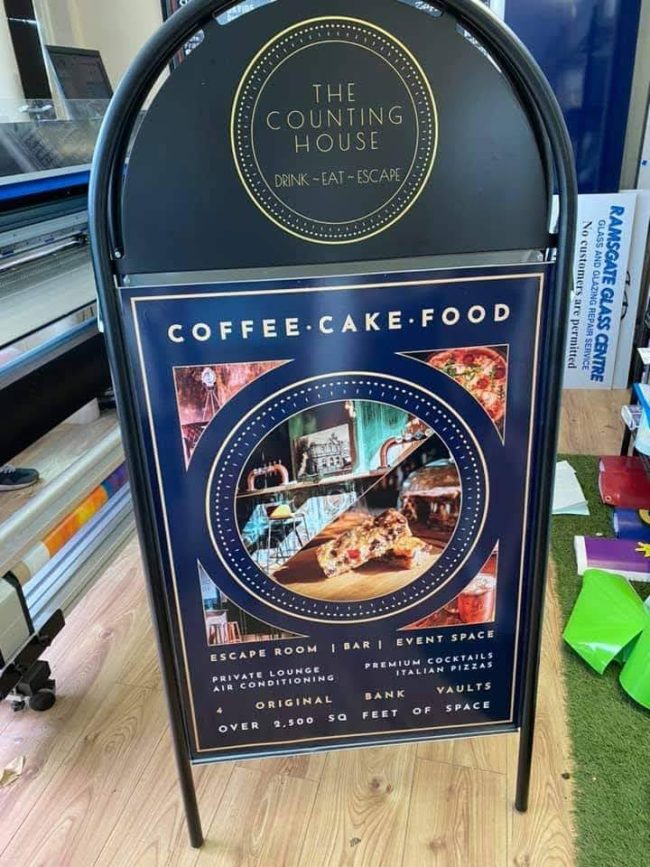 THE
COUNTING
HOUSE
DRINK ~ EAT ~ ESCAPE
COFFEE · CAKE · FOOD
ESCAPE ROOM | BAR | EVENT SPACE
PRIVATE LOUNGE
AIR CONDITIONING
PREMIUM COCKTAILS
ITALIAN PIZZAS
4 ORIGINAL BANK VAULTS
OVER 2,500 SQ FEET OF SPACE
RAMSGATE GLASS CENTRE
GLASS AND GLAZING REPAIR SERVICE
No customers are permitted